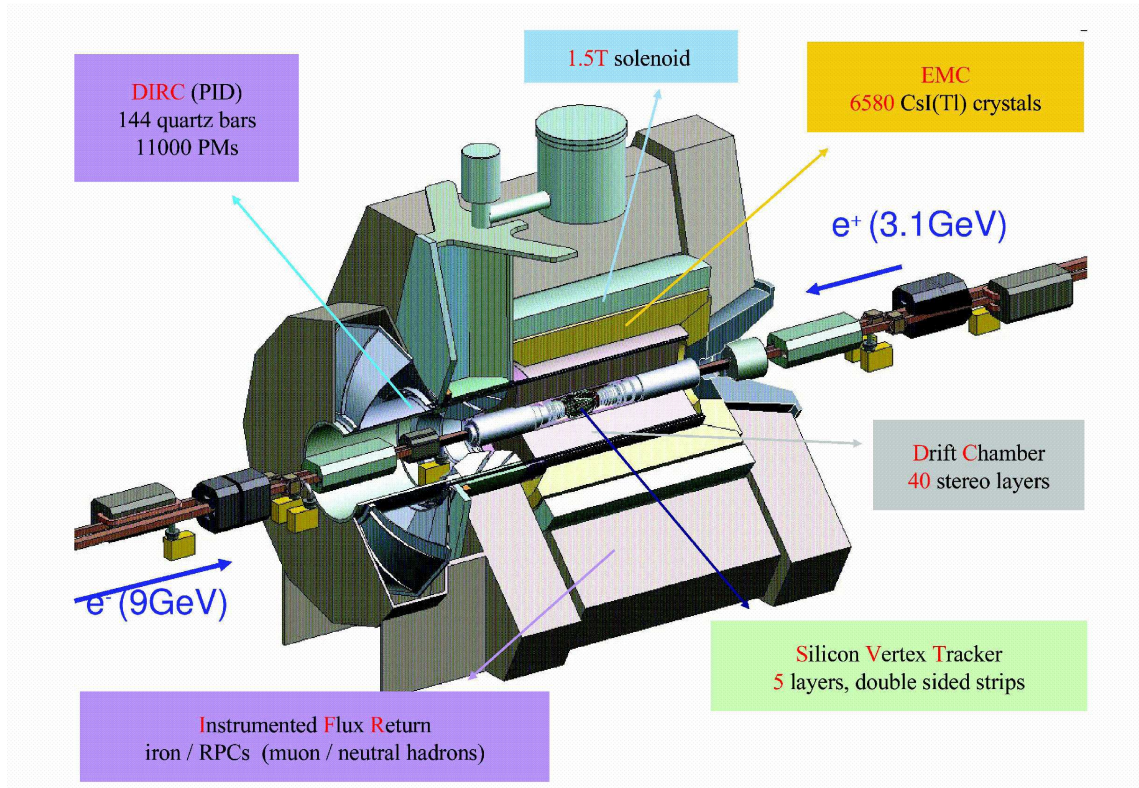 1.5T solenoid
DIRC (PID)
144 quartz bars
11000 PMs
EMC
6580 CsI(Tl) crystals
e⁺ (3.1GeV)
Drift Chamber
40 stereo layers
e⁻ (9GeV)
Silicon Vertex Tracker
5 layers, double sided strips
Instrumented Flux Return
iron / RPCs (muon / neutral hadrons)